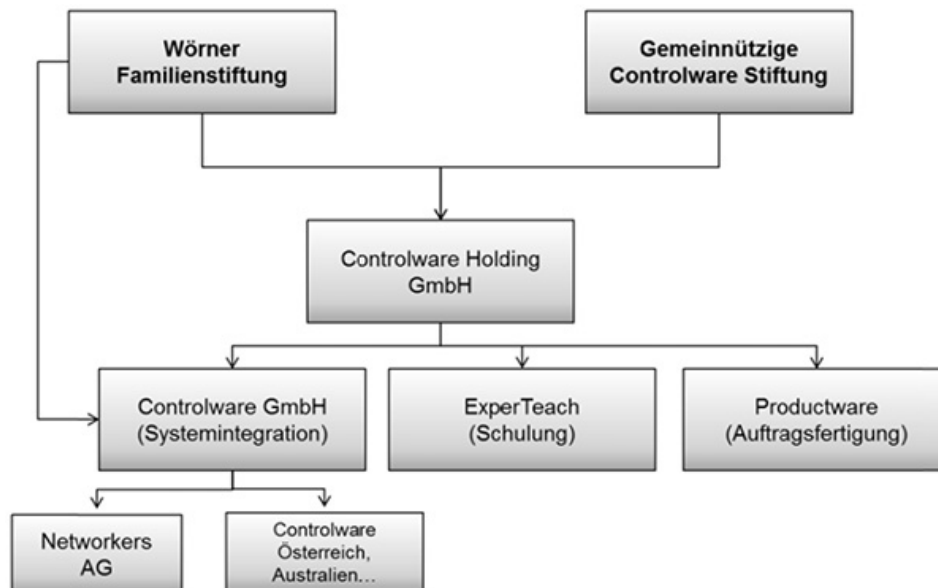 Wörner
Familienstiftung
Gemeinnützige
Controlware Stiftung
Controlware Holding
GmbH
Controlware GmbH
(Systemintegration)
ExperTeach
(Schulung)
Productware
(Auftragsfertigung)
Networkers
AG
Controlware
Österreich,
Australien...